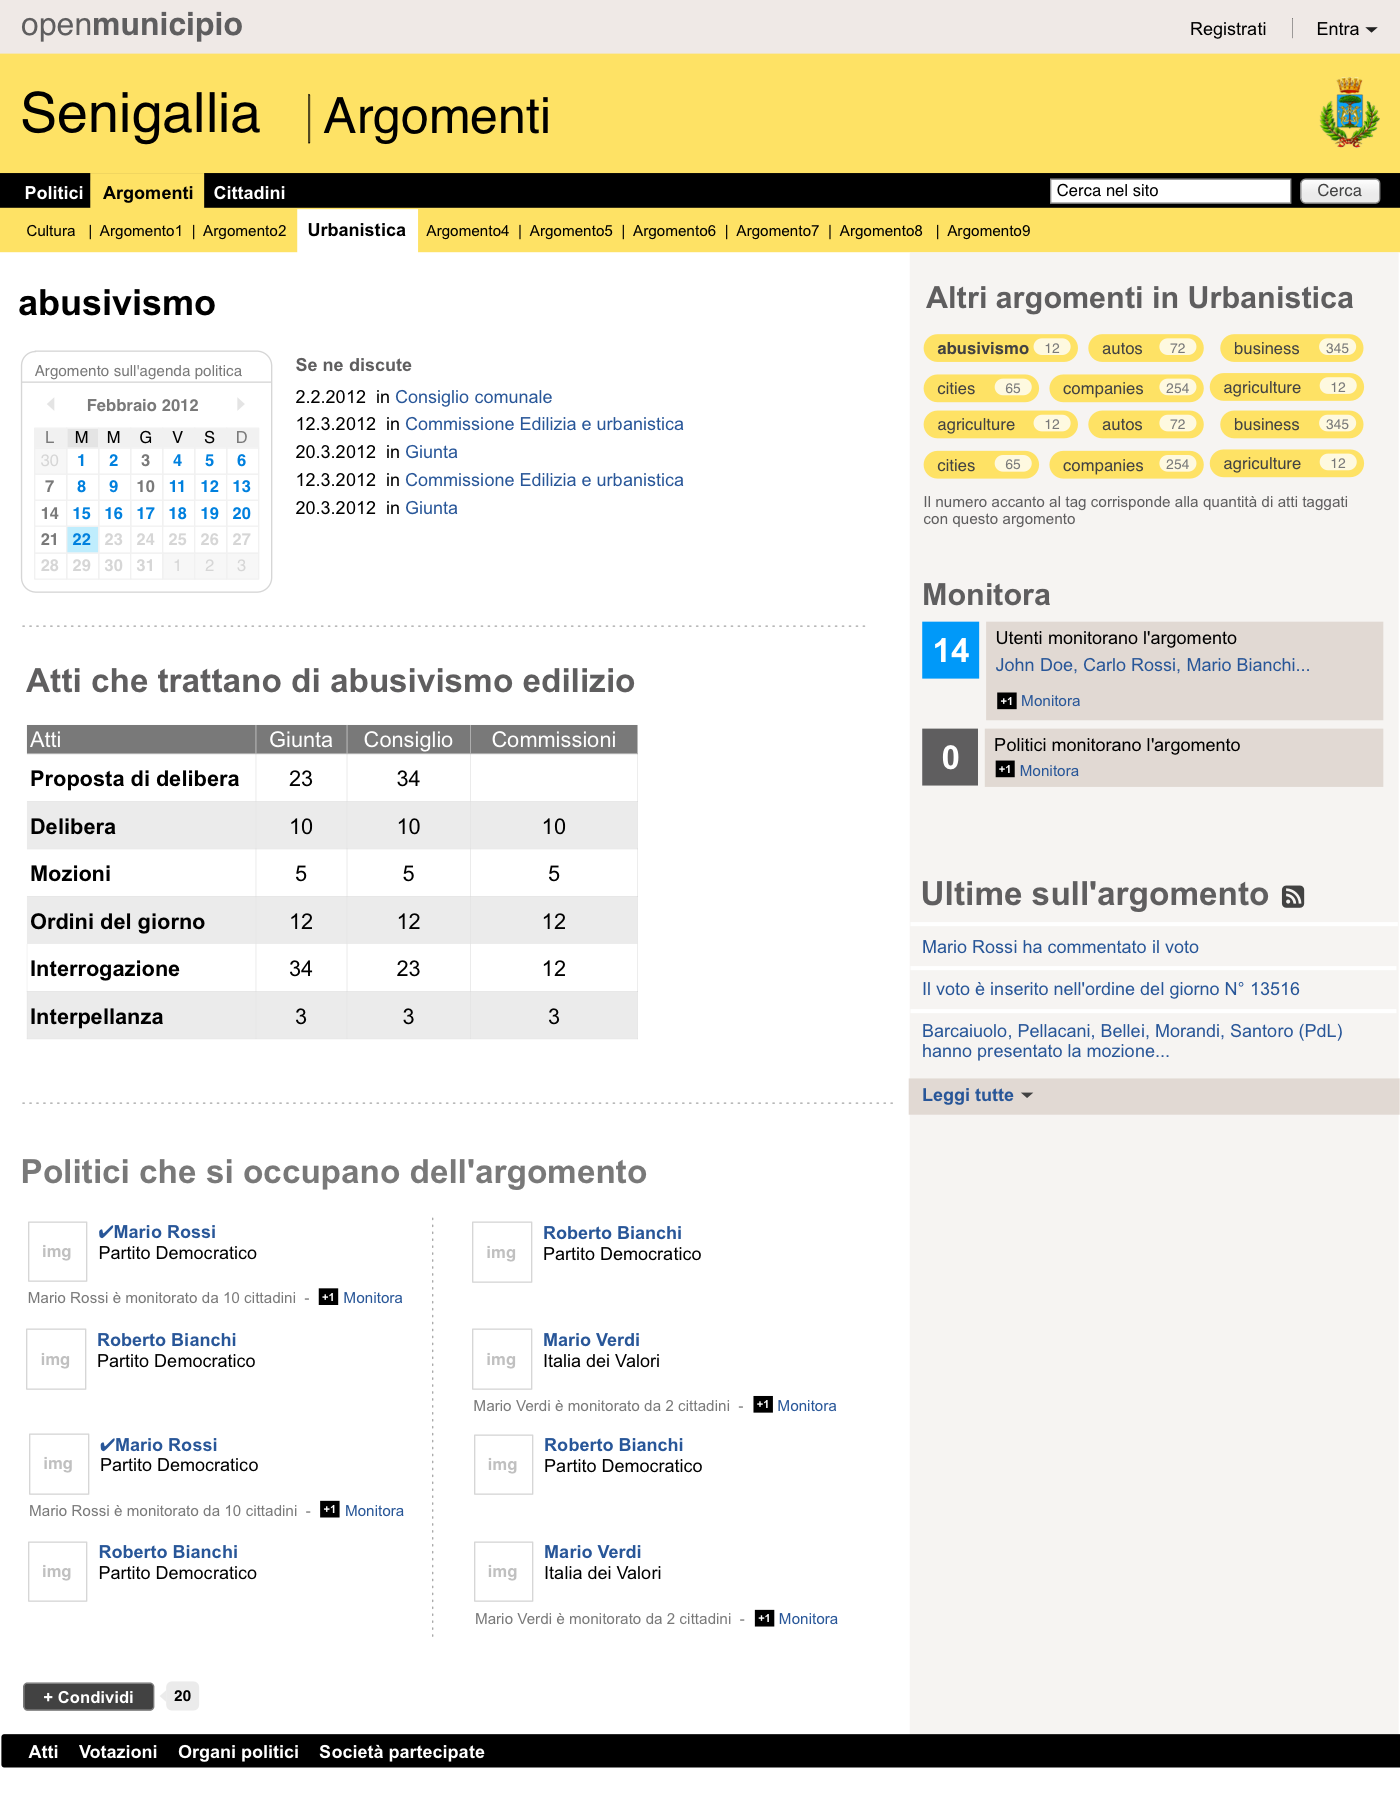 openmunicipio
Registrati
Entra
Senigallia | Argomenti
Politici Argomenti Cittadini
Cerca nel sito
Cerca
Cultura | Argomento1 | Argomento2 Urbanistica Argomento4 | Argomento5 | Argomento6 | Argomento7 | Argomento8 | Argomento9
abusivismo
Argomento sull'agenda politica
Febbraio 2012
L M M G V S D
30 1 2 3 4 5 6
7 8 9 10 11 12 13
14 15 16 17 18 19 20
21 22 23 24 25 26 27
28 29 30 31 1 2 3
Se ne discute
2.2.2012 in Consiglio comunale
12.3.2012 in Commissione Edilizia e urbanistica
20.3.2012 in Giunta
12.3.2012 in Commissione Edilizia e urbanistica
20.3.2012 in Giunta
Atti che trattano di abusivismo edilizio
Atti Giunta Consiglio Commissioni
Proposta di delibera 23 34
Delibera 10 10 10
Mozioni 5 5 5
Ordini del giorno 12 12 12
Interrogazione 34 23 12
Interpellanza 3 3 3
Politici che si occupano dell'argomento
img
✔Mario Rossi
Partito Democratico
Mario Rossi è monitorato da 10 cittadini - +1 Monitora
img
Roberto Bianchi
Partito Democratico
img
Roberto Bianchi
Partito Democratico
img
Mario Verdi
Italia dei Valori
Mario Verdi è monitorato da 2 cittadini - +1 Monitora
img
✔Mario Rossi
Partito Democratico
Mario Rossi è monitorato da 10 cittadini - +1 Monitora
img
Roberto Bianchi
Partito Democratico
img
Roberto Bianchi
Partito Democratico
img
Mario Verdi
Italia dei Valori
Mario Verdi è monitorato da 2 cittadini - +1 Monitora
+ Condividi 20
Altri argomenti in Urbanistica
abusivismo 12 autos 72 business 345
cities 65 companies 254 agriculture 12
agriculture 12 autos 72 business 345
cities 65 companies 254 agriculture 12
Il numero accanto al tag corrisponde alla quantità di atti taggati
con questo argomento
Monitora
14
Utenti monitorano l'argomento
John Doe, Carlo Rossi, Mario Bianchi...
+1 Monitora
0
Politici monitorano l'argomento
+1 Monitora
Ultime sull'argomento
Mario Rossi ha commentato il voto
Il voto è inserito nell'ordine del giorno N° 13516
Barcaiuolo, Pellacani, Bellei, Morandi, Santoro (PdL)
hanno presentato la mozione...
Leggi tutte
Atti Votazioni Organi politici Società partecipate